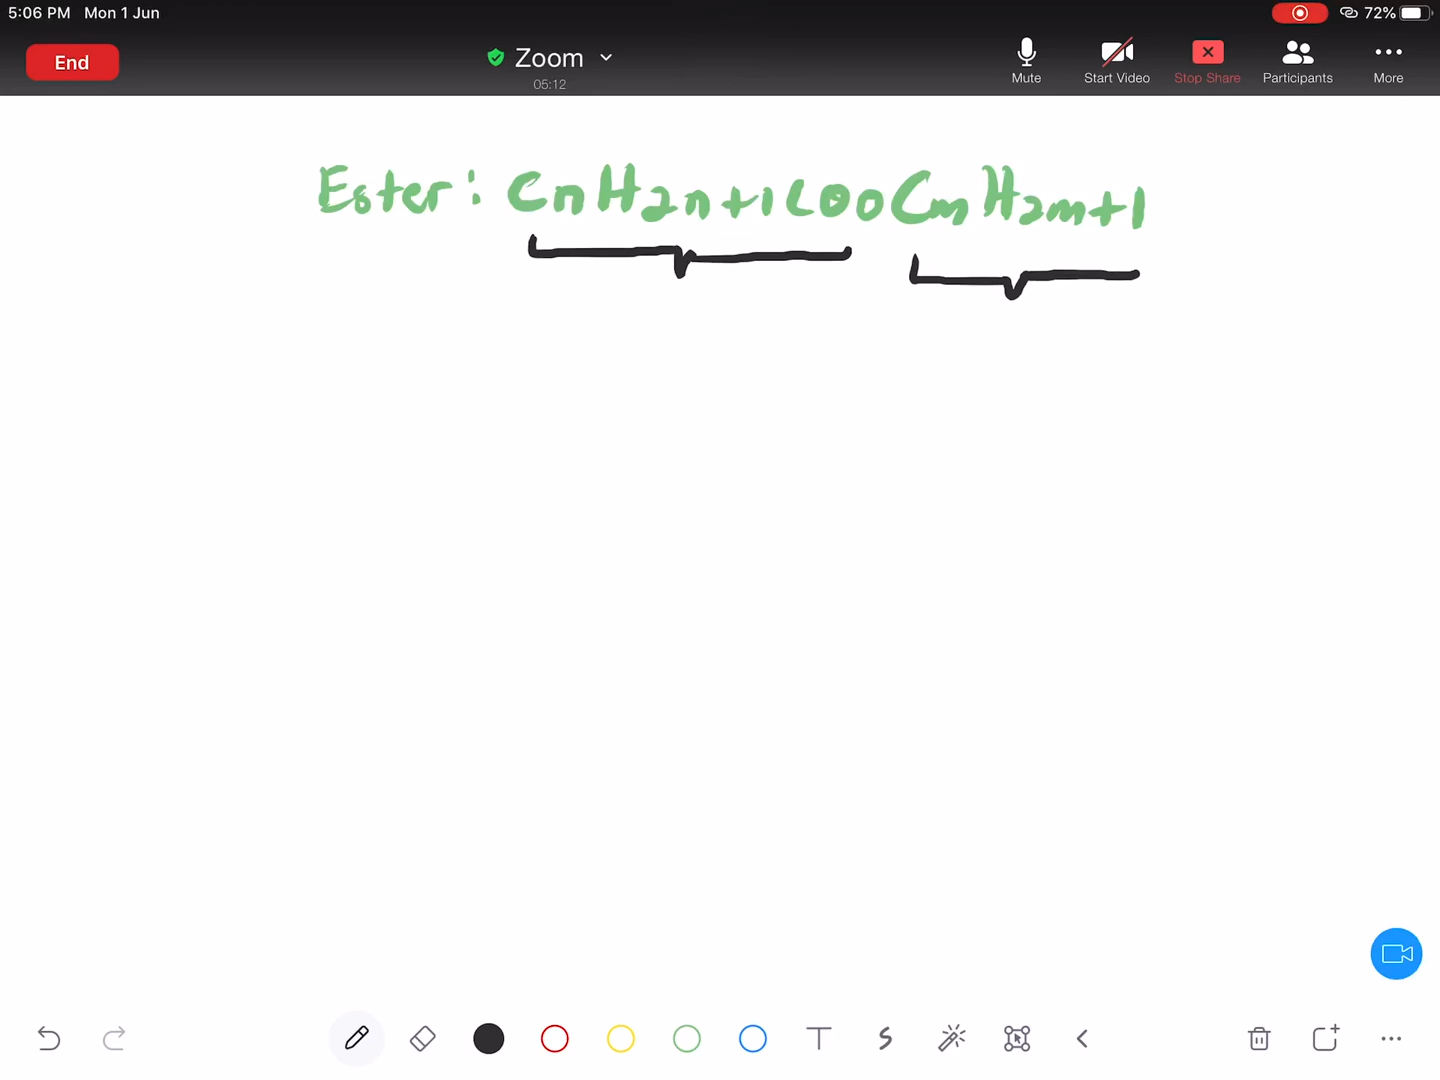 5:06 PM Mon 1 Jun 72%
End Zoom 05:12 Mute Start Video Stop Share Participants More
Ester: CnH2n+1COOCmH2m+1
T